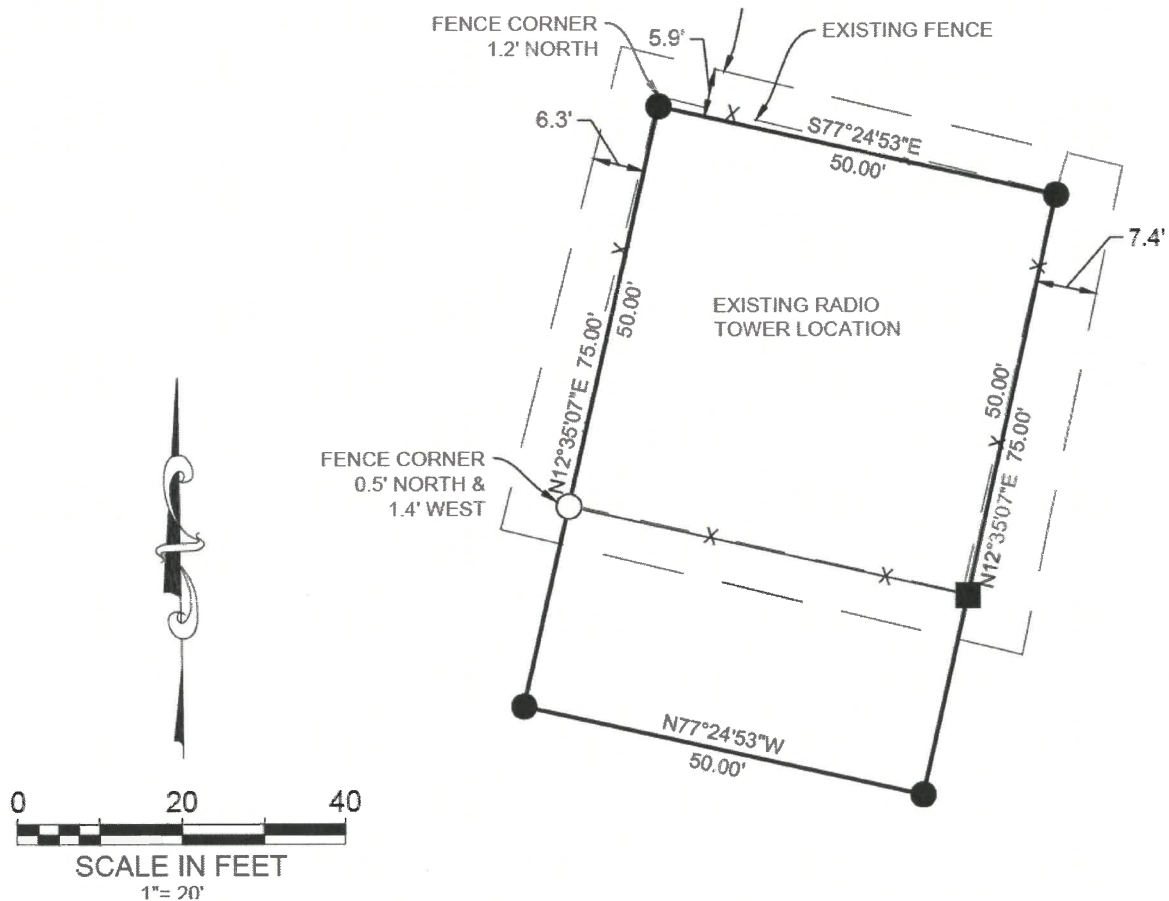 FENCE CORNER
1.2' NORTH
5.9'
EXISTING FENCE
6.3'
S77°24'53"E
50.00'
7.4'
EXISTING RADIO
TOWER LOCATION
N12°35'07"E 75.00'
50.00'
50.00'
N12°35'07"E 75.00'
FENCE CORNER
0.5' NORTH &
1.4' WEST
N77°24'53"W
50.00'
0 20 40
SCALE IN FEET
1"= 20'